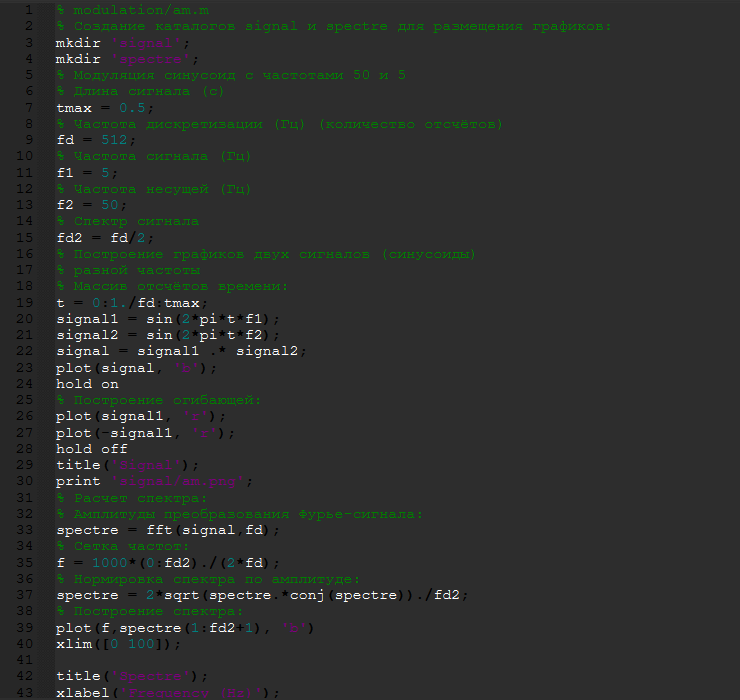 1 % modulation/am.m
2 % Создание каталогов signal и spectre для размещения графиков:
3 mkdir 'signal';
4 mkdir 'spectre';
5 % Модуляция синусоид с частотами 50 и 5
6 % Длина сигнала (с)
7 tmax = 0.5;
8 % Частота дискретизации (Гц) (количество отсчётов)
9 fd = 512;
10 % Частота сигнала (Гц)
11 f1 = 5;
12 % Частота несущей (Гц)
13 f2 = 50;
14 % Спектр сигнала
15 fd2 = fd/2;
16 % Построение графиков двух сигналов (синусоиды)
17 % разной частоты
18 % Массив отсчётов времени:
19 t = 0:1./fd:tmax;
20 signal1 = sin(2*pi*t*f1);
21 signal2 = sin(2*pi*t*f2);
22 signal = signal1 .* signal2;
23 plot(signal, 'b');
24 hold on
25 % Построение огибающей:
26 plot(signal1, 'r');
27 plot(-signal1, 'r');
28 hold off
29 title('Signal');
30 print 'signal/am.png';
31 % Расчет спектра:
32 % Амплитуды преобразования Фурье-сигнала:
33 spectre = fft(signal,fd);
34 % Сетка частот:
35 f = 1000*(0:fd2)./(2*fd);
36 % Нормировка спектра по амплитуде:
37 spectre = 2*sqrt(spectre.*conj(spectre))./fd2;
38 % Построение спектра:
39 plot(f,spectre(1:fd2+1), 'b')
40 xlim([0 100]);
41
42 title('Spectre');
43 xlabel('Frequency (Hz)');